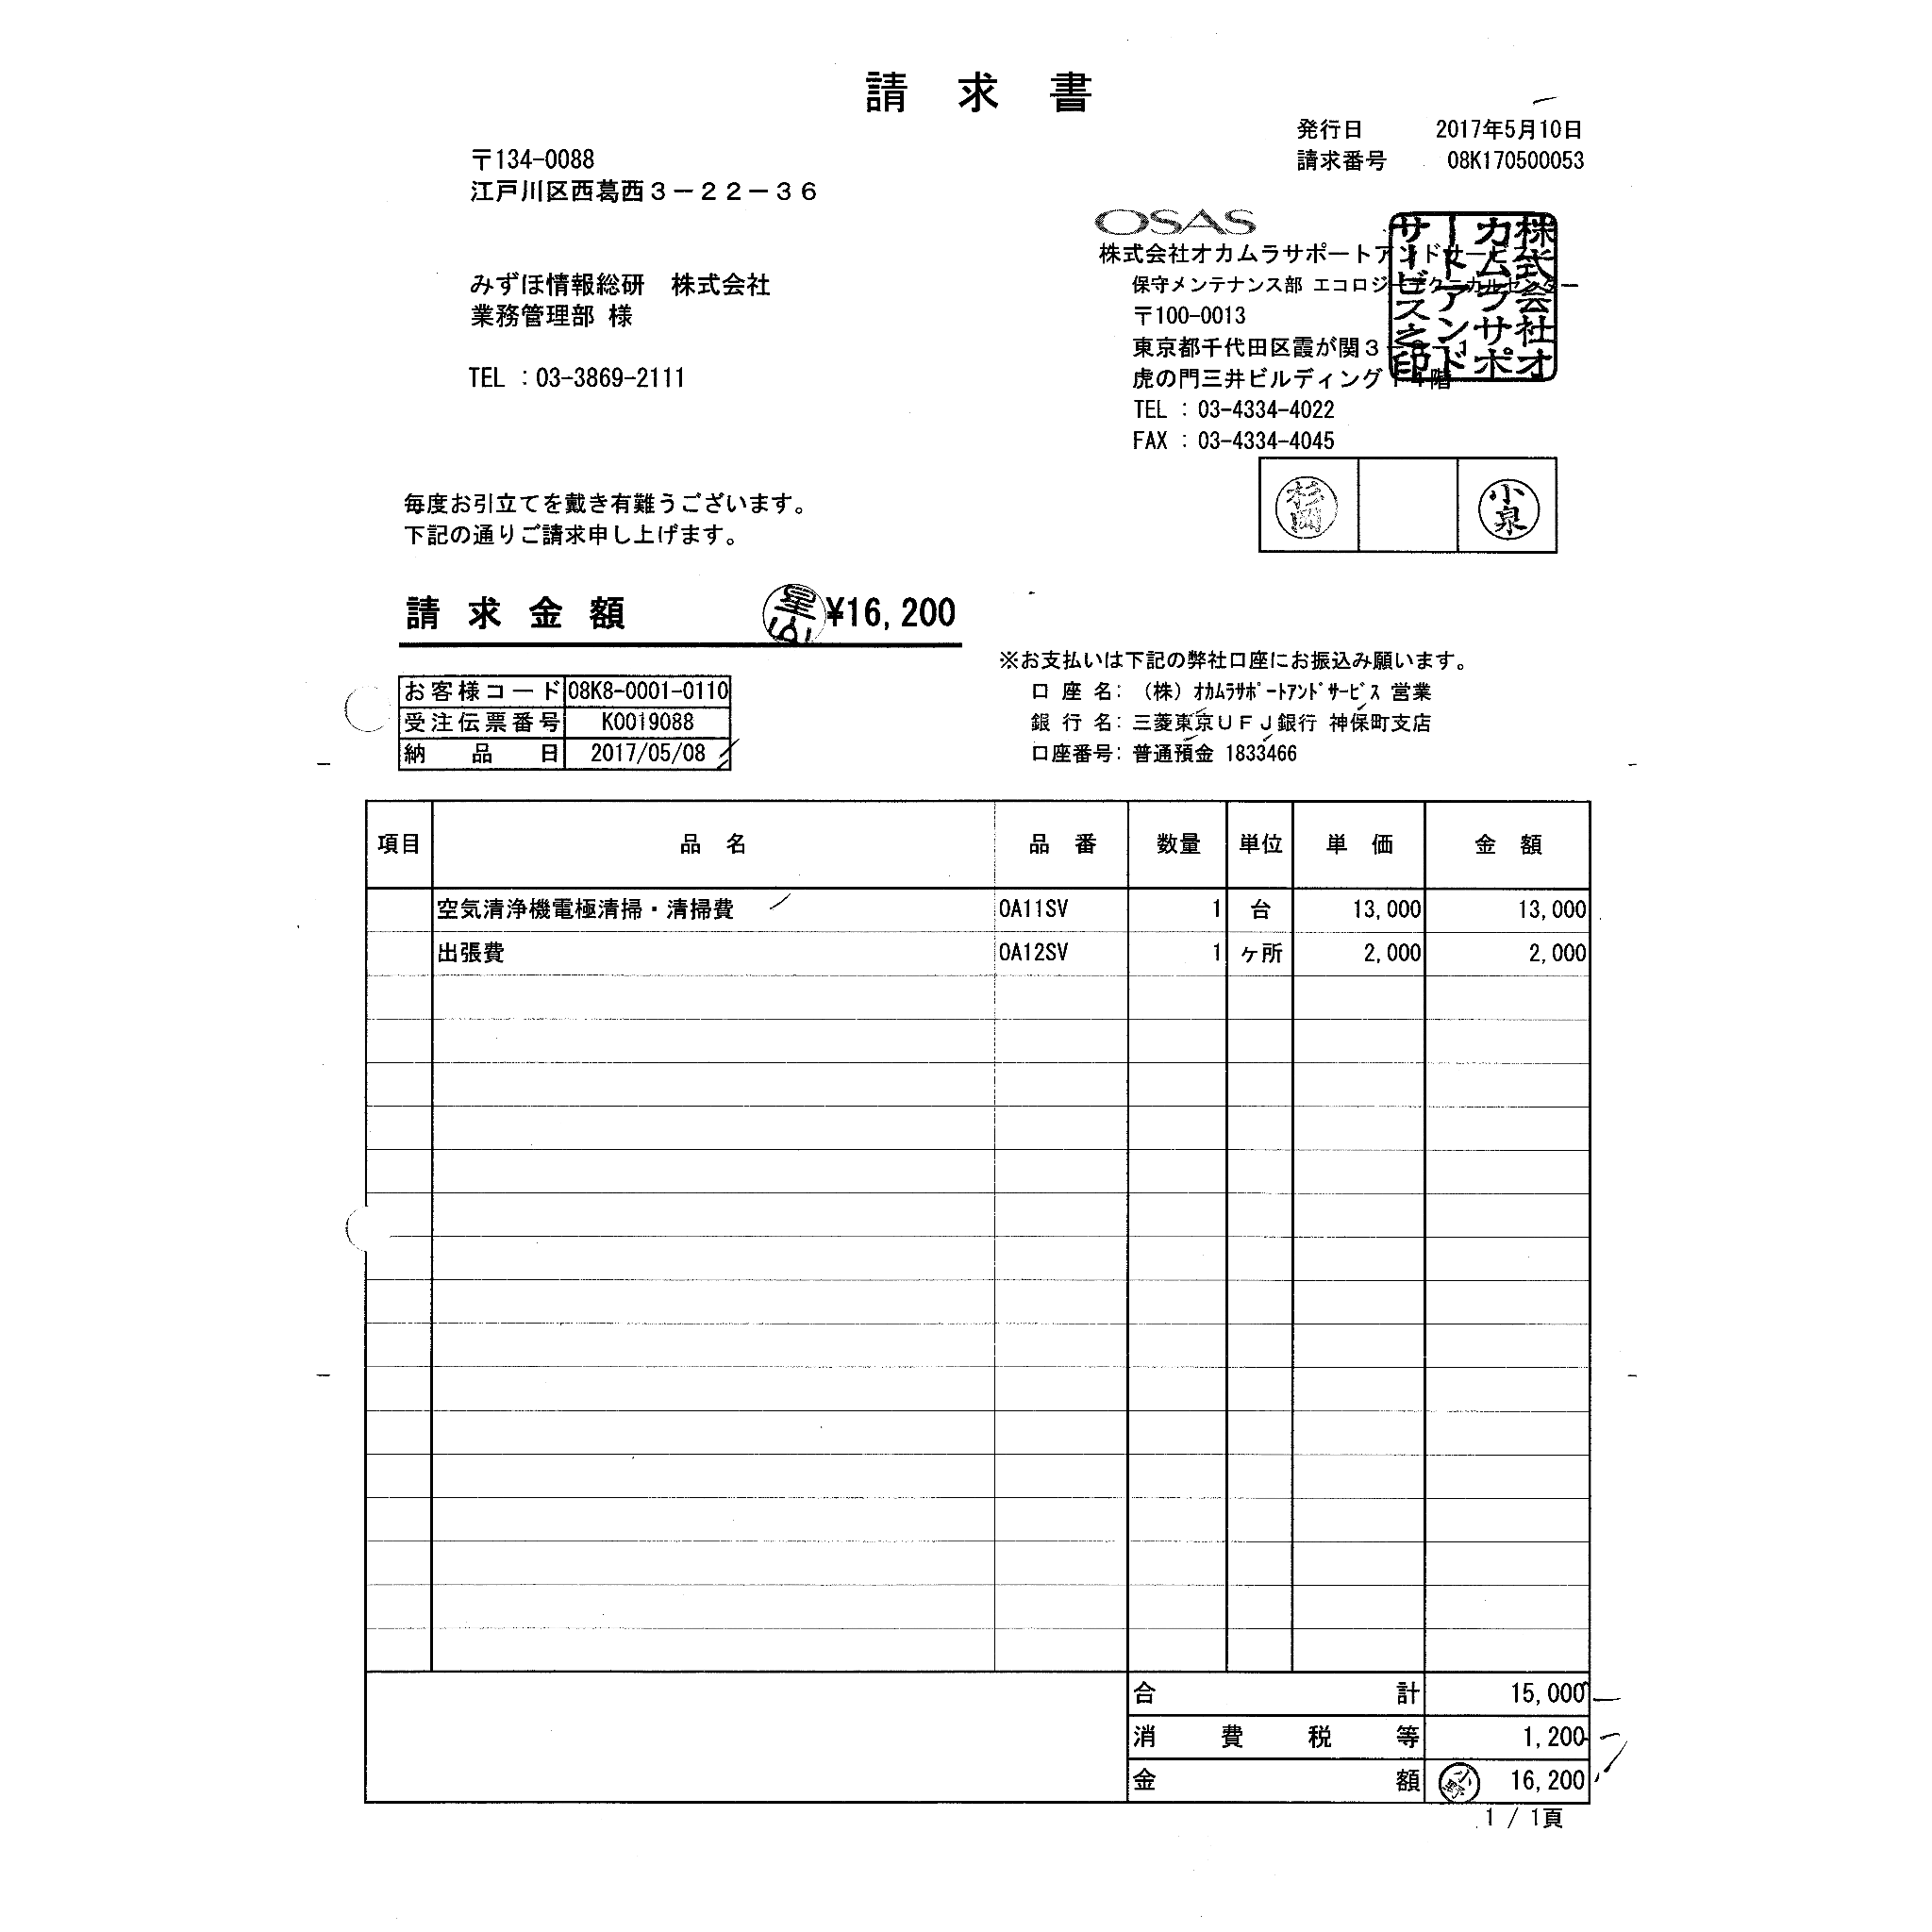 請求書
発行日 2017年5月10日
請求番号 08K170500053
〒134-0088
江戸川区西葛西3-22-36
みずほ情報総研 株式会社
業務管理部 様
TEL : 03-3869-2111
OSAS
株式会社オカムラサポートアンドサービス
保守メンテナンス部 エコロジーテクニカルセンター
〒100-0013
東京都千代田区霞が関3-8-1
虎の門三井ビルディング14階
TEL : 03-4334-4022
FAX : 03-4334-4045
株式会社オカムラサポートアンドサービス之印
杉岡
小泉
毎度お引立てを戴き有難うございます。
下記の通りご請求申し上げます。
請求金額 ¥16,200
※お支払いは下記の弊社口座にお振込み願います。
口座名: (株)オカムラサポートアンドサービス 営業
銀行名: 三菱東京UFJ銀行 神保町支店
口座番号: 普通預金 1833466
お客様コード 08K8-0001-0110
受注伝票番号 K0019088
納品日 2017/05/08
項目 品名 品番 数量 単位 単価 金額
空気清浄機電極清掃・清掃費 OA11SV 1 台 13,000 13,000
出張費 OA12SV 1 ヶ所 2,000 2,000
合計 15,000
消費税等 1,200
金額 小野 16,200
1 / 1頁